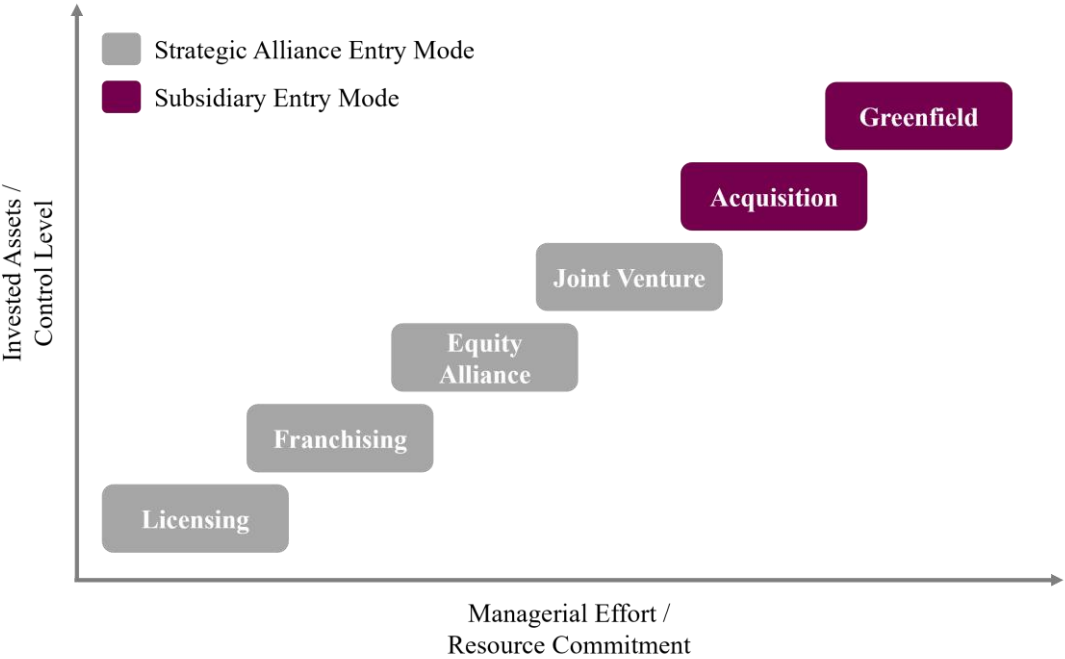 Strategic Alliance Entry Mode
Subsidiary Entry Mode
Greenfield
Acquisition
Joint Venture
Equity
Alliance
Franchising
Licensing
Invested Assets /
Control Level
Managerial Effort /
Resource Commitment